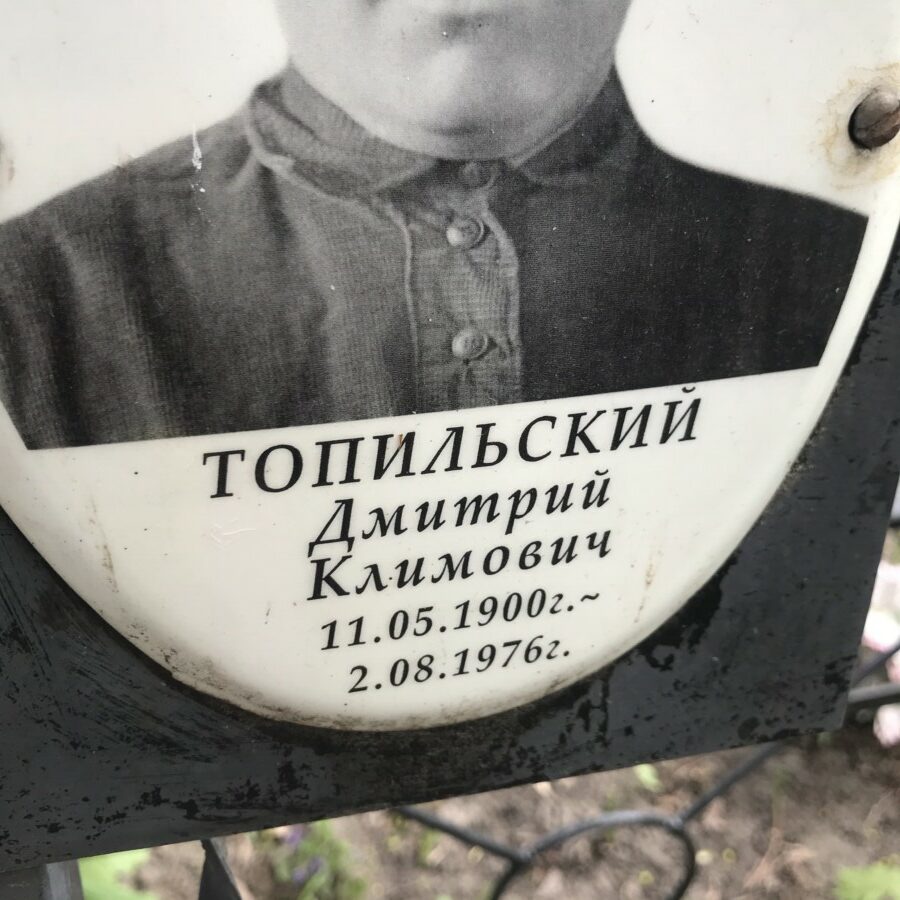 ТОПИЛЬСКИЙ
Дмитрий
Климович
11.05.1900г.~
2.08.1976г.